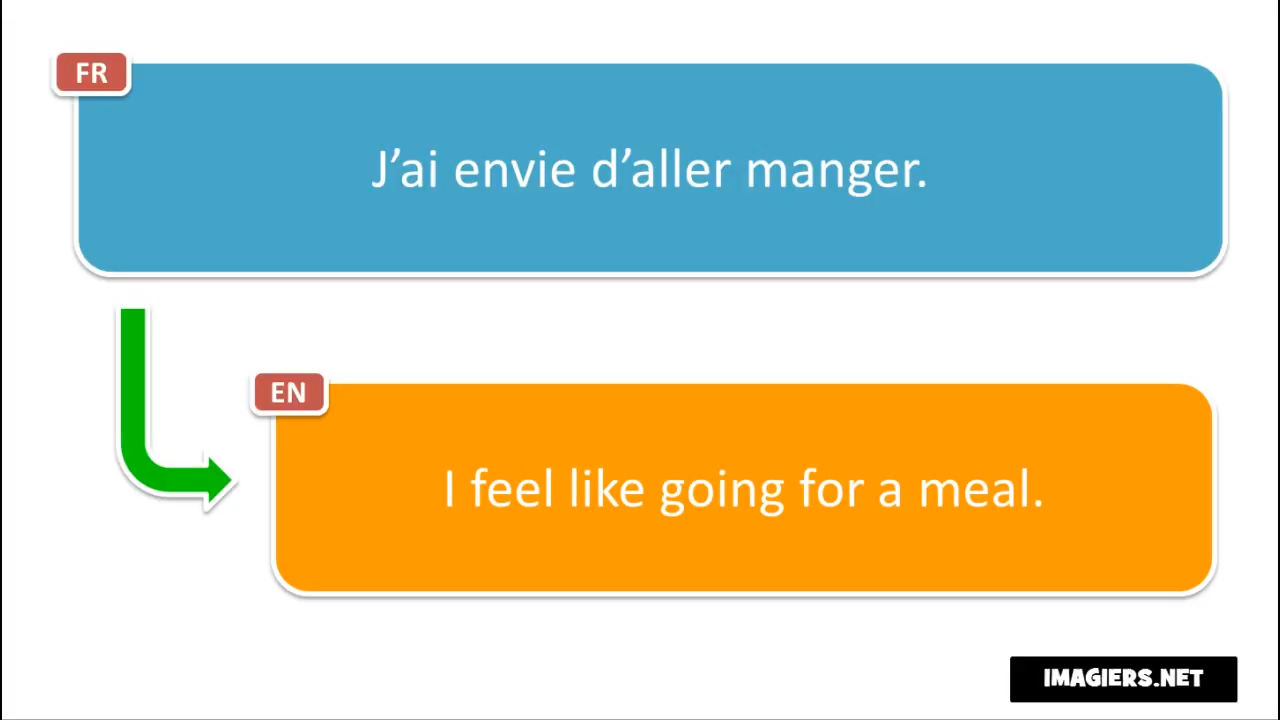 FR
J’ai envie d’aller manger.
EN
I feel like going for a meal.
IMAGIERS.NET